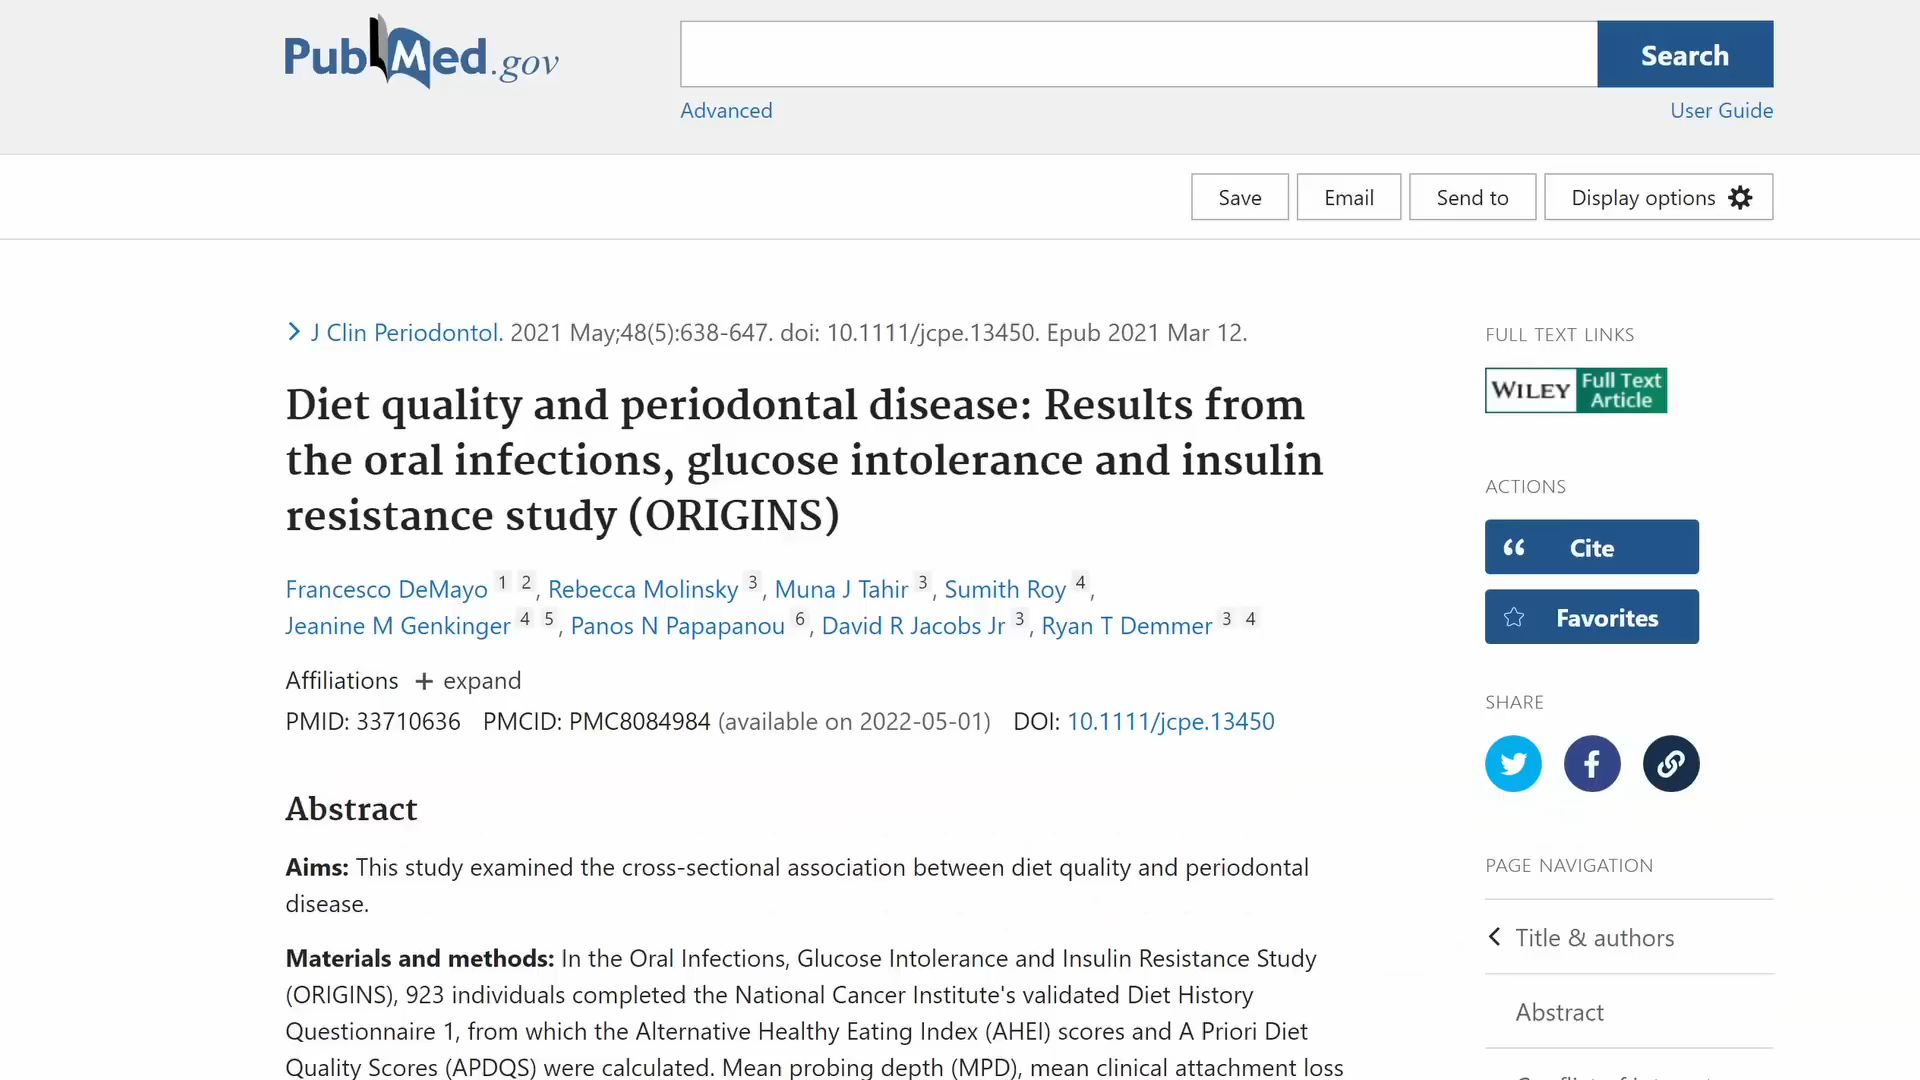 PubMed.gov
Search
Advanced
User Guide
Save
Email
Send to
Display options
J Clin Periodontol. 2021 May;48(5):638-647. doi: 10.1111/jcpe.13450. Epub 2021 Mar 12.
Diet quality and periodontal disease: Results from
the oral infections, glucose intolerance and insulin
resistance study (ORIGINS)
Francesco DeMayo 1 2, Rebecca Molinsky 3, Muna J Tahir 3, Sumith Roy 4,
Jeanine M Genkinger 4 5, Panos N Papapanou 6, David R Jacobs Jr 3, Ryan T Demmer 3 4
Affiliations + expand
PMID: 33710636 PMCID: PMC8084984 (available on 2022-05-01) DOI: 10.1111/jcpe.13450
Abstract
Aims: This study examined the cross-sectional association between diet quality and periodontal
disease.
Materials and methods: In the Oral Infections, Glucose Intolerance and Insulin Resistance Study
(ORIGINS), 923 individuals completed the National Cancer Institute's validated Diet History
Questionnaire 1, from which the Alternative Healthy Eating Index (AHEI) scores and A Priori Diet
Quality Scores (APDQS) were calculated. Mean probing depth (MPD), mean clinical attachment loss
FULL TEXT LINKS
WILEY Full Text
Article
ACTIONS
Cite
Favorites
SHARE
PAGE NAVIGATION
Title & authors
Abstract